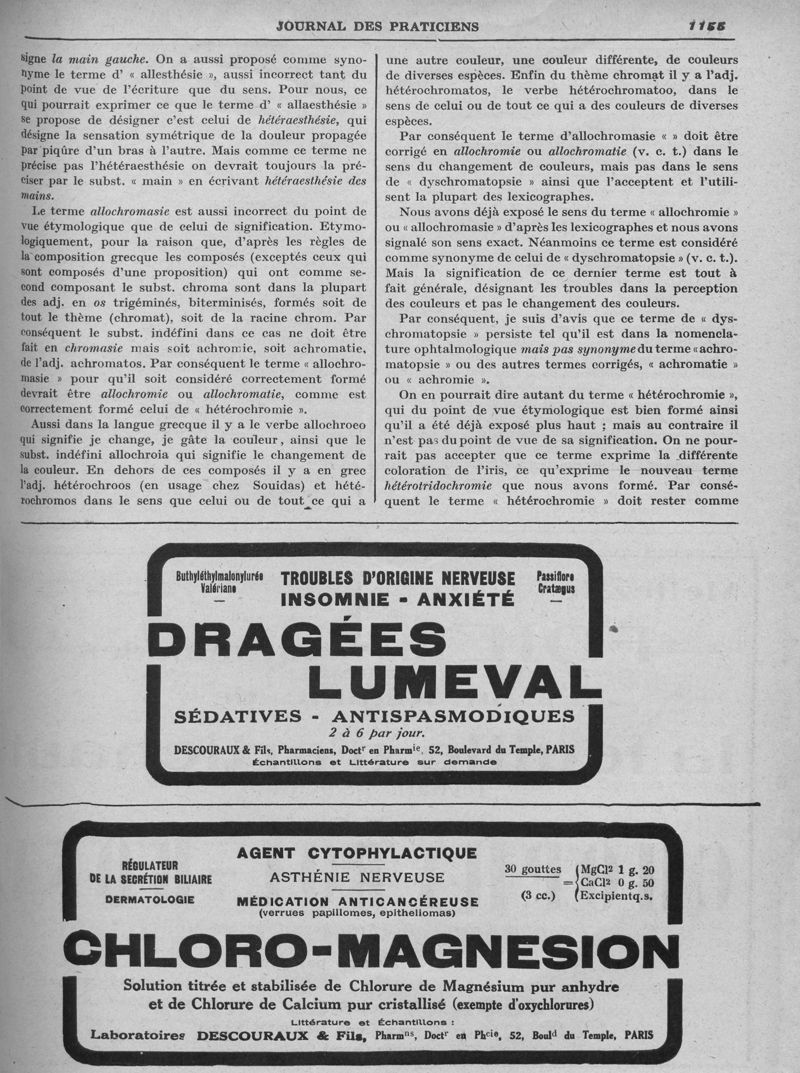 JOURNAL DES PRATICIENS 1155
signe la main gauche. On a aussi proposé comme syno-
nyme le terme d' « allesthésie », aussi incorrect tant du
point de vue de l'écriture que du sens. Pour nous, ce
qui pourrait exprimer ce que le terme d' « allaesthésie »
se propose de désigner c'est celui de hétéraesthésie, qui
désigne la sensation symétrique de la douleur propagée
par piqûre d'un bras à l'autre. Mais comme ce terme ne
précise pas l'hétéraesthésie on devrait toujours la pré-
ciser par le subst. « main » en écrivant hétéraesthésie des
mains.
Le terme allochromasie est aussi incorrect du point de
vue étymologique que de celui de signification. Etymo-
logiquement, pour la raison que, d'après les règles de
la composition grecque les composés (exceptés ceux qui
sont composés d'une proposition) qui ont comme se-
cond composant le subst. chroma sont dans la plupart
des adj. en os trigéminés, biterminisés, formés soit de
tout le thème (chromat), soit de la racine chrom. Par
conséquent le subst. indéfini dans ce cas ne doit être
fait en chromasie mais soit achromie, soit achromatie,
de l'adj. achromatos. Par conséquent le terme « allochro-
masie » pour qu'il soit considéré correctement formé
devrait être allochromie ou allochromatie, comme est
correctement formé celui de « hétérochromie ».
Aussi dans la langue grecque il y a le verbe allochroeo
qui signifie je change, je gâte la couleur, ainsi que le
subst. indéfini allochroia qui signifie le changement de
la couleur. En dehors de ces composés il y a en grec
l'adj. hétérochroos (en usage chez Souidas) et hété-
rochromos dans le sens que celui ou de tout ce qui a
une autre couleur, une couleur différente, de couleurs
de diverses espèces. Enfin du thème chromat il y a l'adj.
hétérochromatos, le verbe hétérochromatoo, dans le
sens de celui ou de tout ce qui a des couleurs de diverses
espèces.
Par conséquent le terme d'allochromasie « » doit être
corrigé en allochromie ou allochromatie (v. c. t.) dans le
sens du changement de couleurs, mais pas dans le sens
de « dyschromatopsie » ainsi que l'acceptent et l'utili-
sent la plupart des lexicographes.
Nous avons déjà exposé le sens du terme « allochromie »
ou « allochromasie » d'après les lexicographes et nous avons
signalé son sens exact. Néanmoins ce terme est considéré
comme synonyme de celui de « dyschromatopsie » (v. c. t.).
Mais la signification de ce dernier terme est tout à
fait générale, désignant les troubles dans la perception
des couleurs et pas le changement des couleurs.
Par conséquent, je suis d'avis que ce terme de « dys-
chromatopsie » persiste tel qu'il est dans la nomencla-
ture ophtalmologique mais pas synonyme du terme « achro-
matopsie » ou des autres termes corrigés, « achromatie »
ou « achromie ».
On en pourrait dire autant du terme « hétérochromie »,
qui du point de vue étymologique est bien formé ainsi
qu'il a été déjà exposé plus haut ; mais au contraire il
n'est pas du point de vue de sa signification. On ne pour-
rait pas accepter que ce terme exprime la différente
coloration de l'iris, ce qu'exprime le nouveau terme
hétérotridochromie que nous avons formé. Par consé-
quent le terme « hétérochromie » doit rester comme
Buthyléthylmalonylurée
Valériane
—
TROUBLES D'ORIGINE NERVEUSE
INSOMNIE - ANXIÉTÉ
Passiflore
Cratægus
—
DRAGÉES
LUMEVAL
SÉDATIVES - ANTISPASMODIQUES
2 à 6 par jour.
DESCOURAUX & Fils, Pharmaciens, Doctr en Pharmie, 52, Boulevard du Temple, PARIS
Échantillons et Littérature sur demande
RÉGULATEUR
DE LA SECRÉTION BILIAIRE
DERMATOLOGIE
AGENT CYTOPHYLACTIQUE
ASTHÉNIE NERVEUSE
MÉDICATION ANTICANCÉREUSE
(verrues papillomes, epitheliomas)
30 gouttes
(3 cc.)
=
MgCl2 1 g. 20
CaCl2 0 g. 50
Excipient q.s.
CHLORO-MAGNESION
Solution titrée et stabilisée de Chlorure de Magnésium pur anhydre
et de Chlorure de Calcium pur cristallisé (exempte d'oxychlorures)
Littérature et Échantillons :
Laboratoires DESCOURAUX & Fils, Pharmns, Doctr en Phcie, 52, Bould du Temple, PARIS